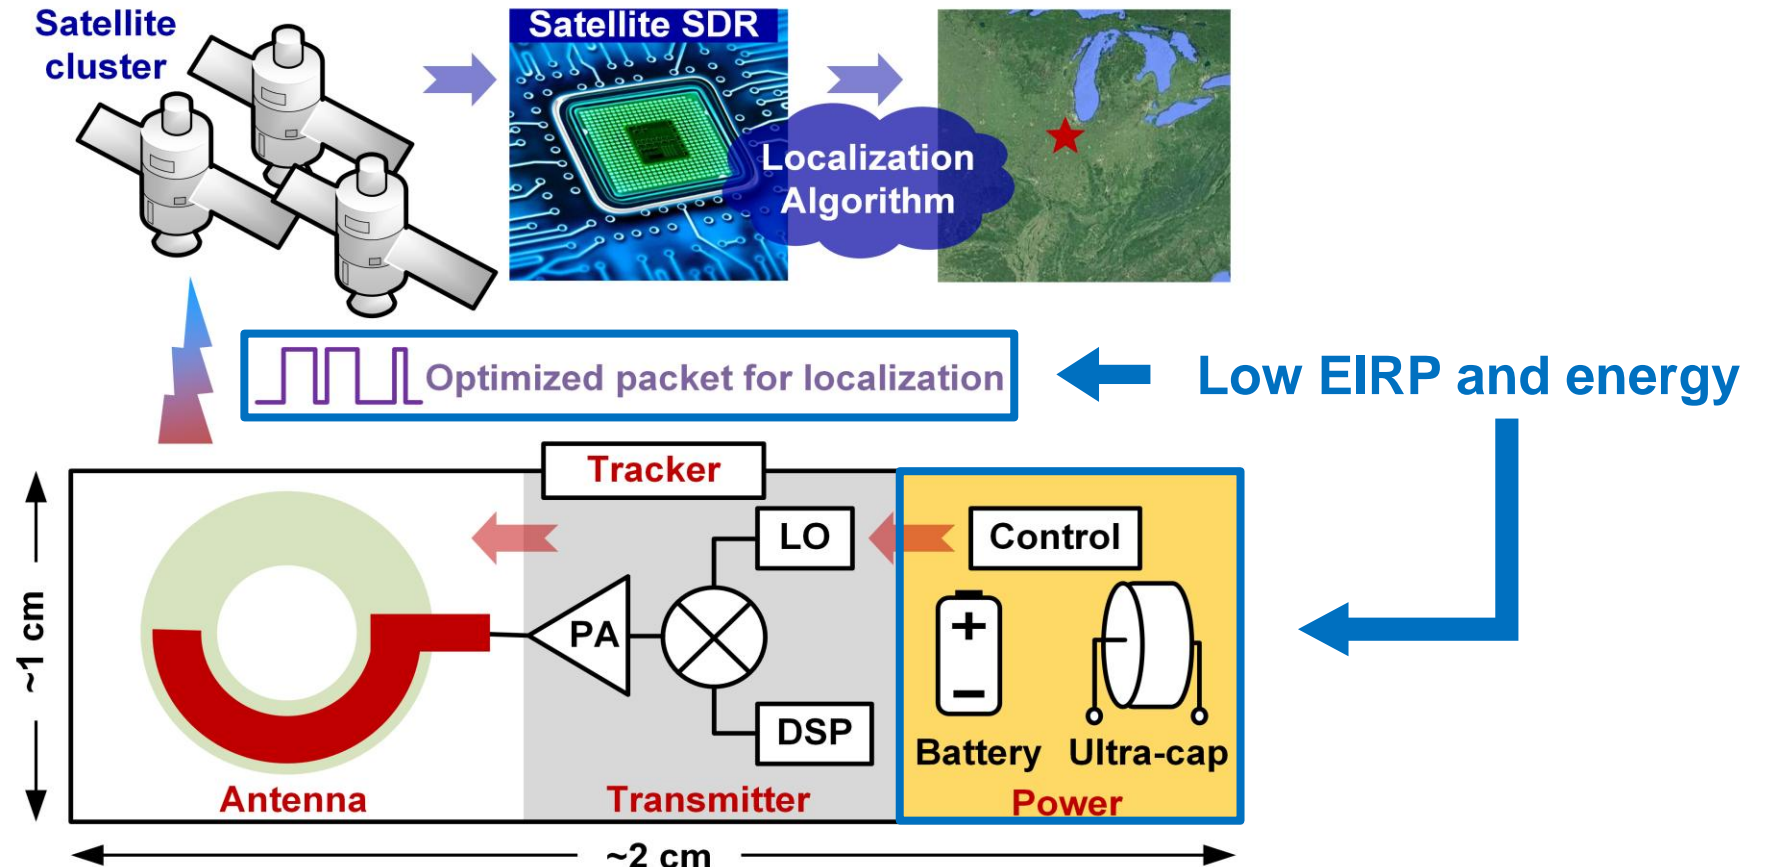 Satellite
cluster
Satellite SDR
Localization
Algorithm
Optimized packet for localization
Low EIRP and energy
Tracker
~1 cm
LO
Control
PA
+
−
DSP
Battery
Ultra-cap
Antenna
Transmitter
Power
~2 cm